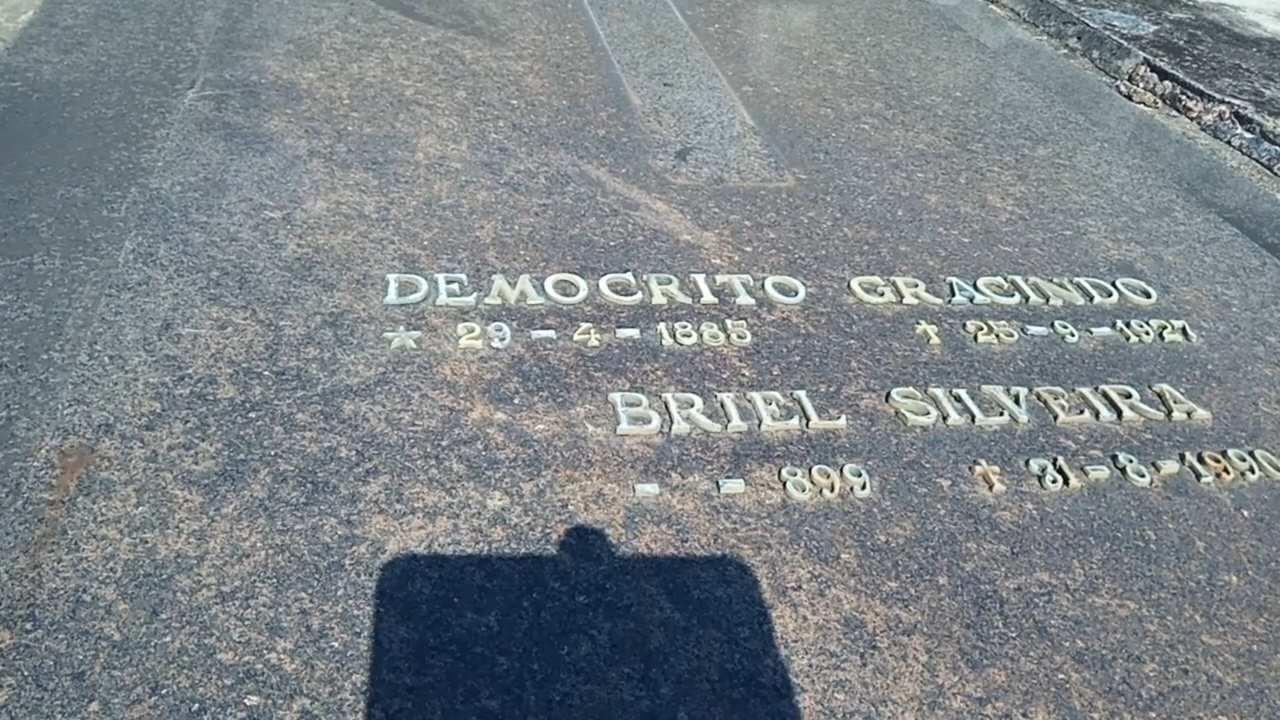 DEMOCRITO GRACINDO
★ 29-4-1885 ✝ 25-9-1927
BRIEL SILVEIRA
- - 899 ✝ 31-8-1990